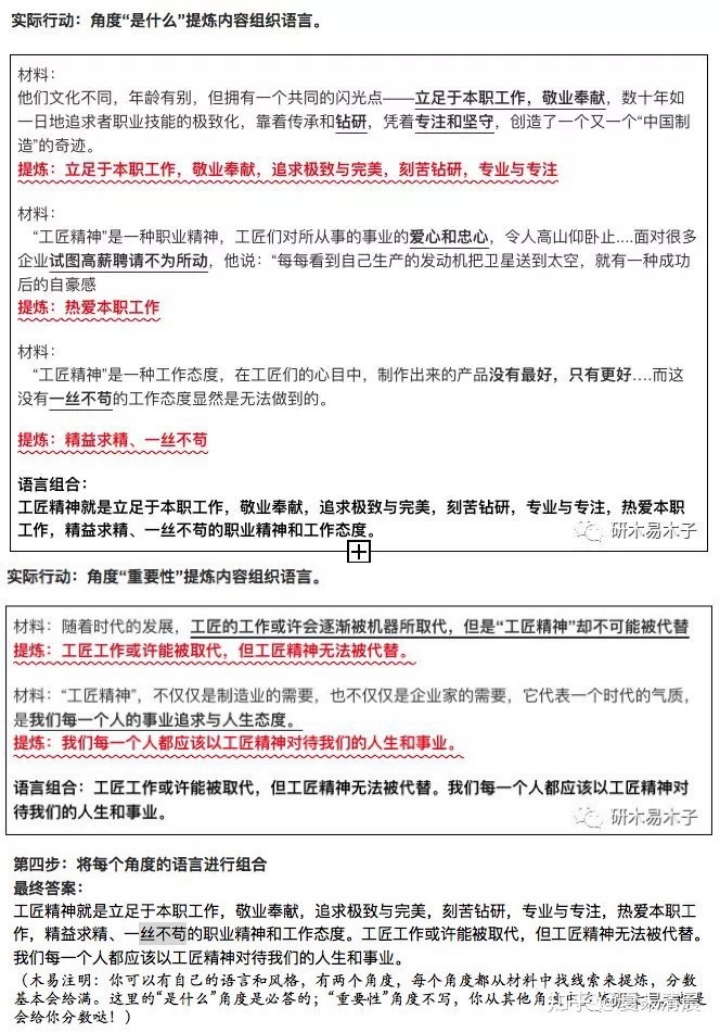 实际行动：角度“是什么”提炼内容组织语言。
材料：
他们文化不同，年龄有别，但拥有一个共同的闪光点——立足于本职工作，敬业奉献，数十年如
一日地追求者职业技能的极致化，靠着传承和钻研，凭着专注和坚守，创造了一个又一个“中国制
造”的奇迹。
提炼：立足于本职工作，敬业奉献，追求极致与完美，刻苦钻研，专业与专注
材料：
“工匠精神”是一种职业精神，工匠们对所从事的事业的爱心和忠心，令人高山仰卧止....面对很多
企业试图高薪聘请不为所动，他说：“每每看到自己生产的发动机把卫星送到太空，就有一种成功
后的自豪感
提炼：热爱本职工作
材料：
“工匠精神”是一种工作态度，在工匠们的心目中，制作出来的产品没有最好，只有更好....而这
没有一丝不苟的工作态度显然是无法做到的。
提炼：精益求精、一丝不苟
语言组合：
工匠精神就是立足于本职工作，敬业奉献，追求极致与完美，刻苦钻研，专业与专注，热爱本职
工作，精益求精、一丝不苟的职业精神和工作态度。
研木易木子
实际行动：角度“重要性”提炼内容组织语言。
材料：随着时代的发展，工匠的工作或许会逐渐被机器所取代，但是“工匠精神”却不可能被代替
提炼：工匠工作或许能被取代，但工匠精神无法被代替。
材料：“工匠精神”，不仅仅是制造业的需要，也不仅仅是企业家的需要，它代表一个时代的气质，
是我们每一个人的事业追求与人生态度。
提炼：我们每一个人都应该以工匠精神对待我们的人生和事业。
语言组合：工匠工作或许能被取代，但工匠精神无法被代替。我们每一个人都应该以工匠精神对
待我们的人生和事业。
研木易木子
第四步：将每个角度的语言进行组合
最终答案：
工匠精神就是立足于本职工作，敬业奉献，追求极致与完美，刻苦钻研，专业与专注，热爱本职工
作，精益求精、一丝不苟的职业精神和工作态度。工匠工作或许能被取代，但工匠精神无法被代替。
我们每一个人都应该以工匠精神对待我们的人生和事业。
（木易注明：你可以有自己的语言和风格，有两个角度，每个角度都从材料中找线索来提炼，分数
基本会给满。这里的“是什么”角度是必答的；“重要性”角度不写，你从其他角度
会给你分数哒！）
知乎